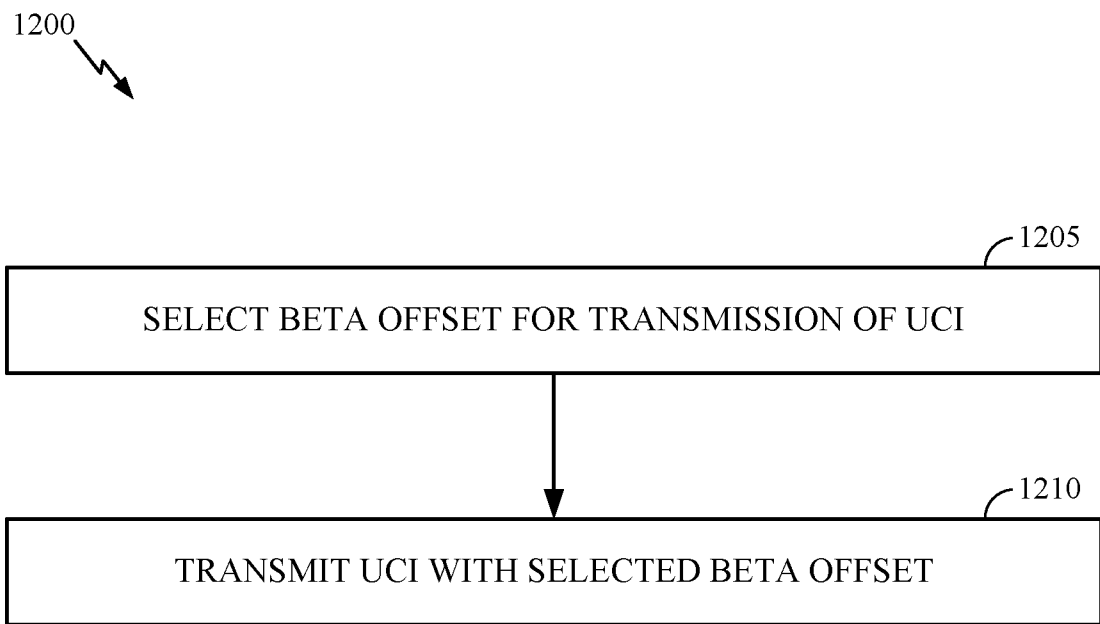 1200
1205
SELECT BETA OFFSET FOR TRANSMISSION OF UCI
1210
TRANSMIT UCI WITH SELECTED BETA OFFSET